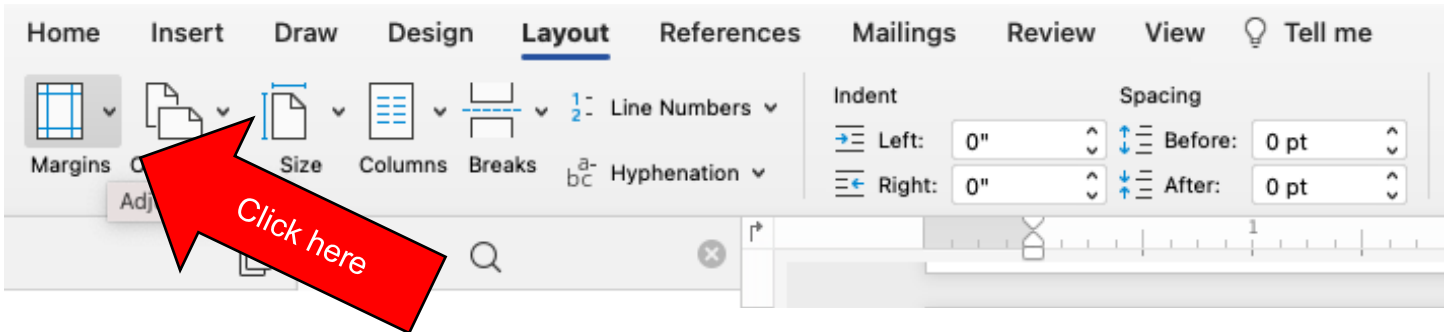 Home Insert Draw Design Layout References Mailings Review View Tell me
Line Numbers
Hyphenation
Margins
Size
Columns
Breaks
Indent
Left: 0"
Right: 0"
Spacing
Before: 0 pt
After: 0 pt
Click here
1